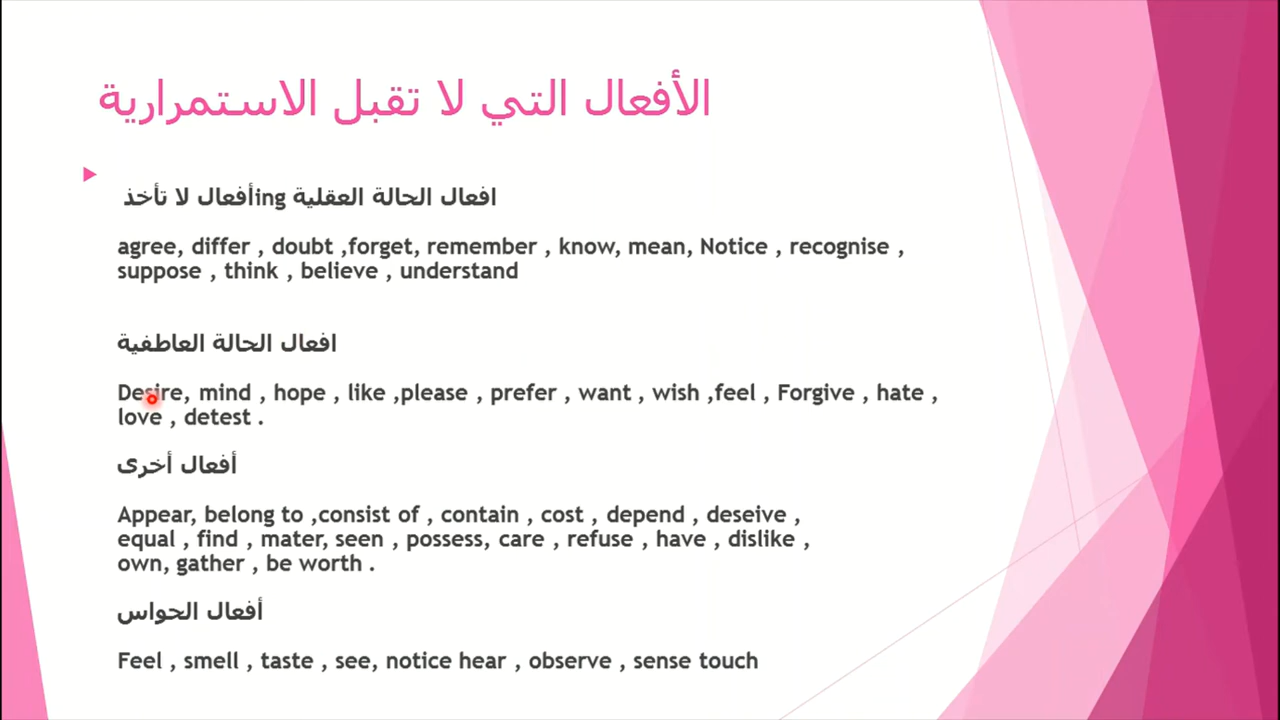 الأفعال التي لا تقبل الاستمرارية
افعال الحالة العقلية ingأفعال لا تأخذ
agree, differ , doubt ,forget, remember , know, mean, Notice , recognise ,
suppose , think , believe , understand
افعال الحالة العاطفية
Desire, mind , hope , like ,please , prefer , want , wish ,feel , Forgive , hate ,
love , detest .
أفعال أخرى
Appear, belong to ,consist of , contain , cost , depend , deseive ,
equal , find , mater, seen , possess, care , refuse , have , dislike ,
own, gather , be worth .
أفعال الحواس
Feel , smell , taste , see, notice hear , observe , sense touch